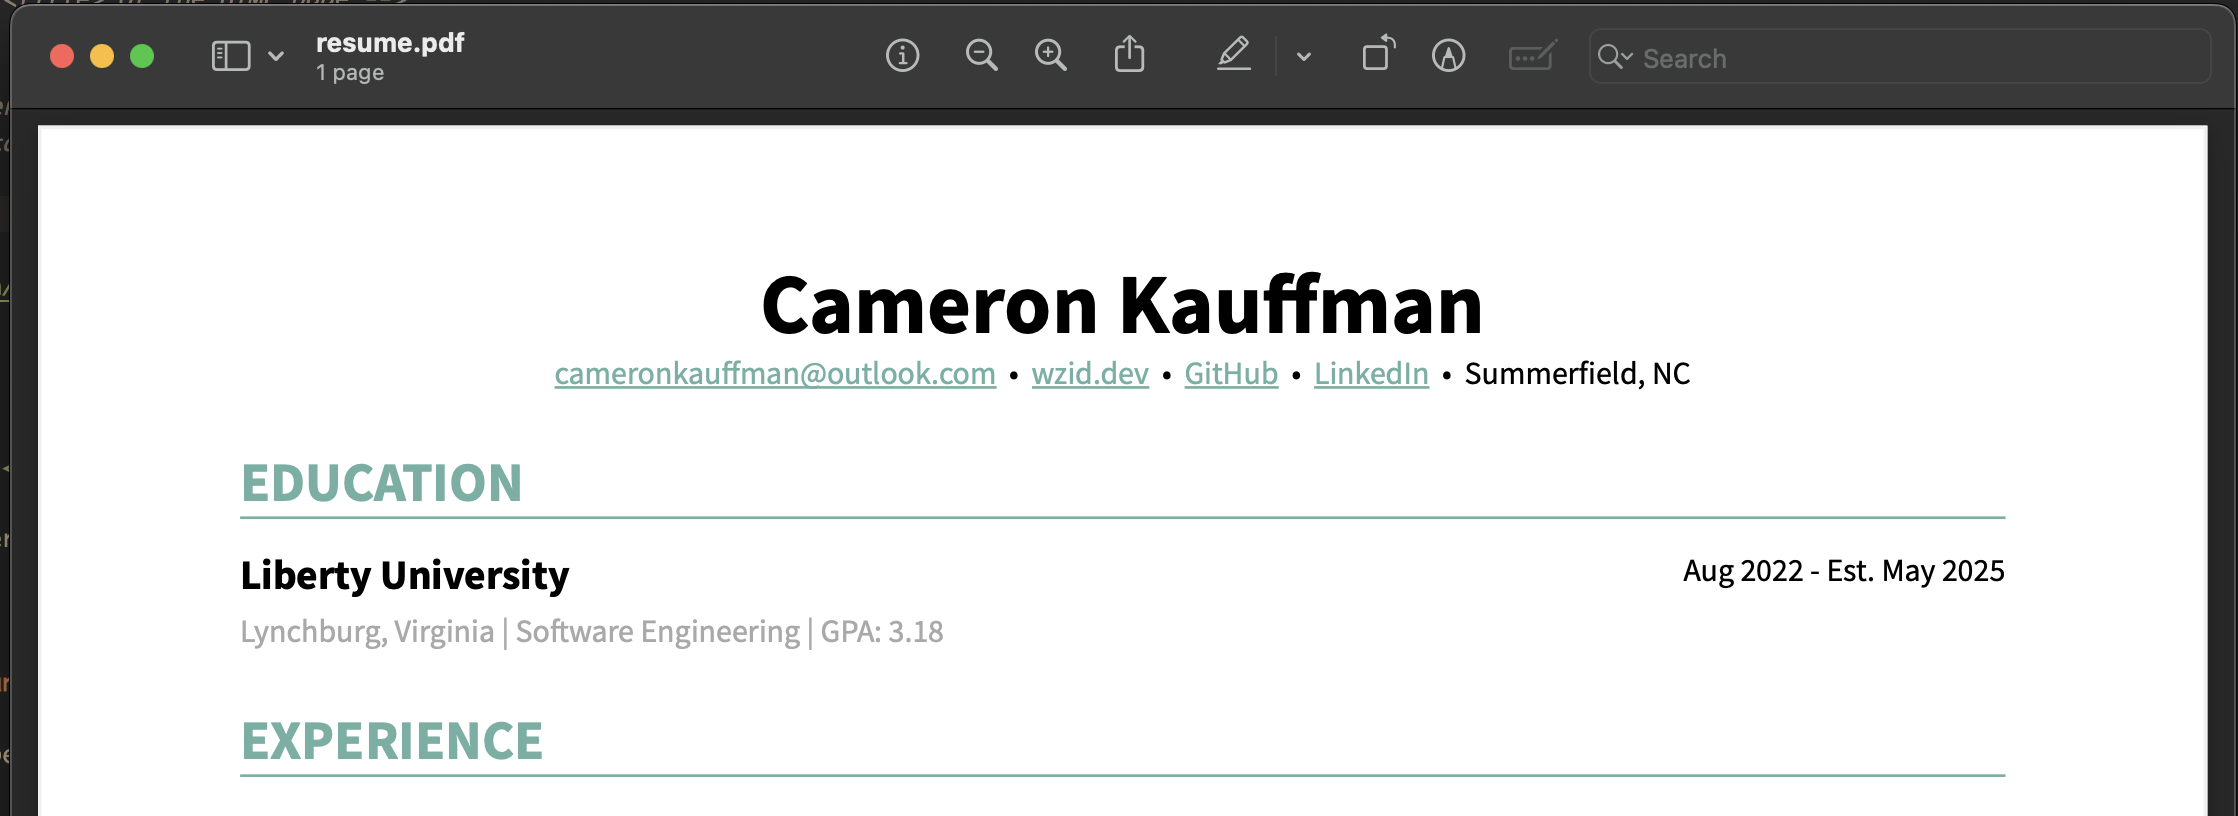 resume.pdf
1 page
Search
Cameron Kauffman
cameronkauffman@outlook.com • wzid.dev • GitHub • LinkedIn • Summerfield, NC
EDUCATION
Liberty University
Aug 2022 - Est. May 2025
Lynchburg, Virginia | Software Engineering | GPA: 3.18
EXPERIENCE